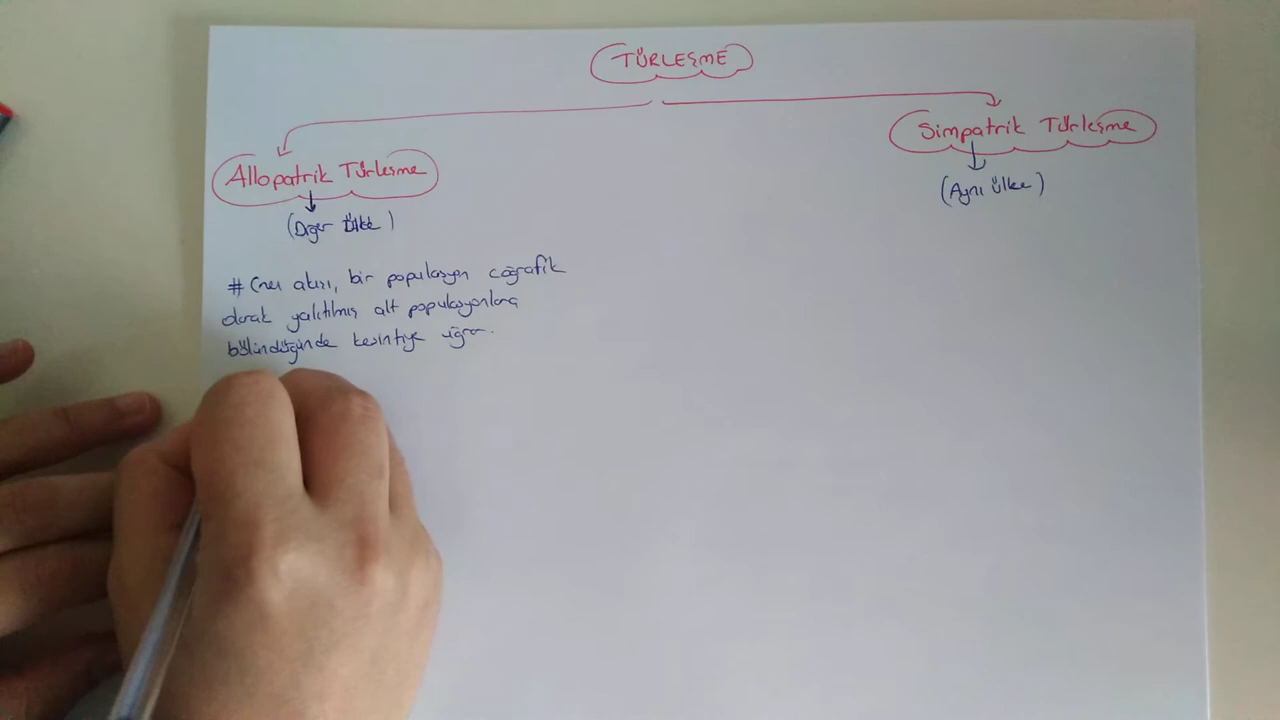 TÜRLEŞME
Allopatrik Türleşme
Simpatrik Türleşme
(Diğer ülke)
(Aynı ülke)
# Gen akışı, bir populasyon coğrafik
olarak yalıtılmış alt populasyonlara
bölündüğünde kesintiye uğrar.